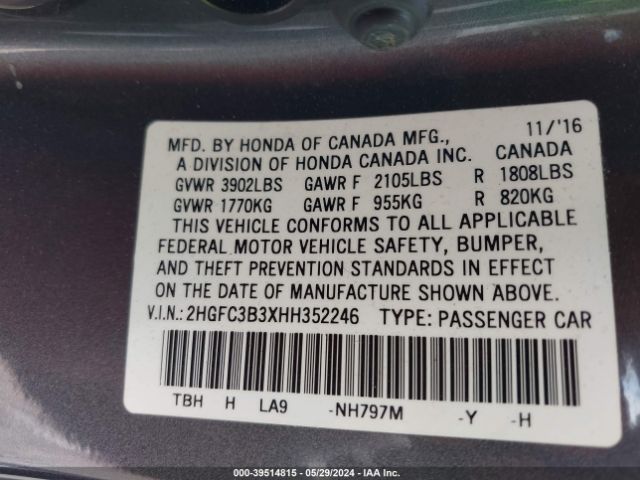 11/'16
MFD. BY HONDA OF CANADA MFG.,
A DIVISION OF HONDA CANADA INC. CANADA
GVWR 3902LBS GAWR F 2105LBS R 1808LBS
GVWR 1770KG GAWR F 955KG R 820KG
THIS VEHICLE CONFORMS TO ALL APPLICABLE
FEDERAL MOTOR VEHICLE SAFETY, BUMPER,
AND THEFT PREVENTION STANDARDS IN EFFECT
ON THE DATE OF MANUFACTURE SHOWN ABOVE.
V.I.N.: 2HGFC3B3XHH352246 TYPE: PASSENGER CAR
TBH H LA9 -NH797M -Y -H
000-39514815 - 05/29/2024 - IAA Inc.